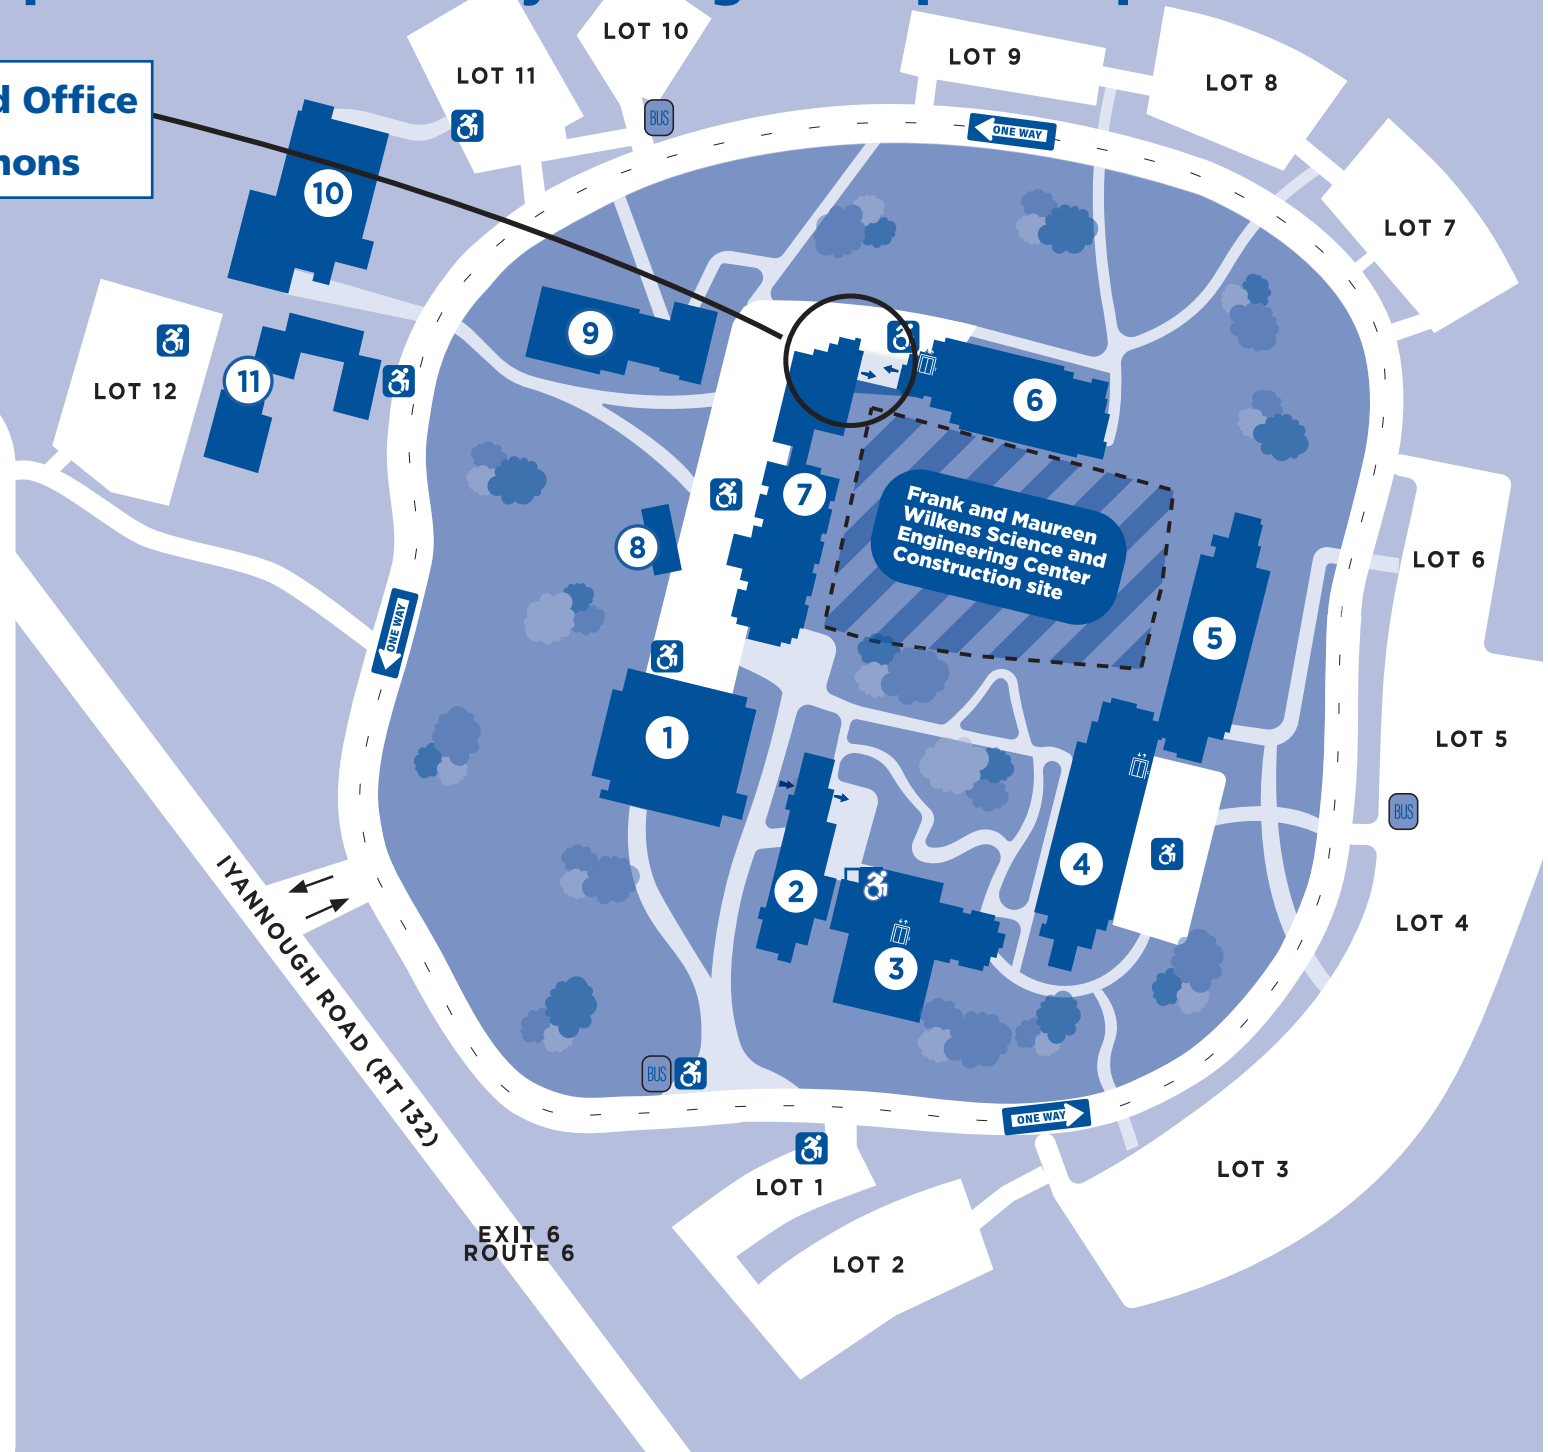 Office
LOT 10
LOT 11
LOT 9
LOT 8
LOT 7
BUS
ONE WAY
10
9
6
11
LOT 12
7
8
Frank and Maureen
Wilkens Science and
Engineering Center
Construction site
LOT 6
5
ONE WAY
1
LOT 5
BUS
4
2
LOT 4
3
IYANNOUGH ROAD (RT 132)
BUS
ONE WAY
LOT 1
LOT 3
EXIT 6
ROUTE 6
LOT 2